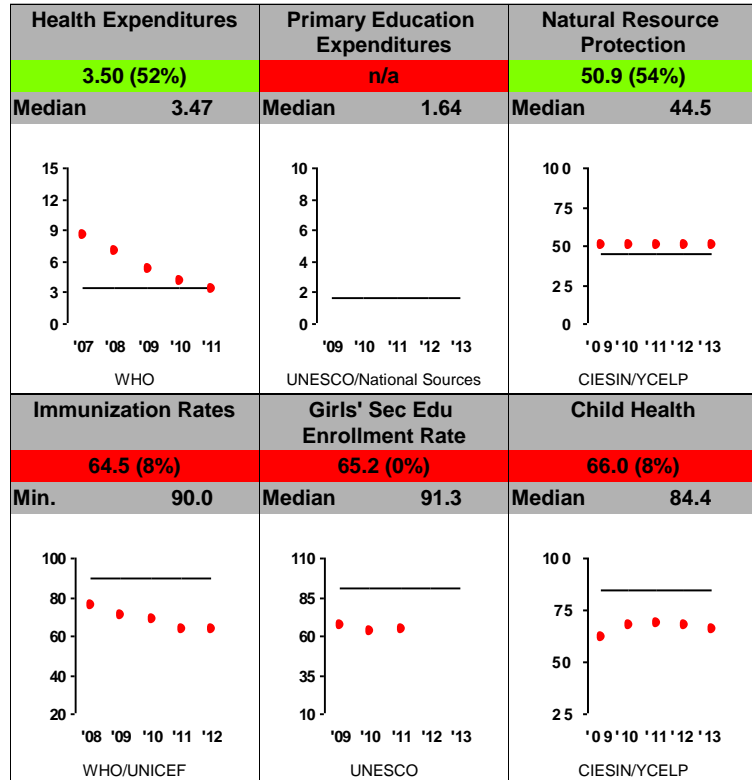 Health Expenditures
3.50 (52%)
Median 3.47
15
12
9
6
3
0
'07 '08 '09 '10 '11
WHO
Primary Education
Expenditures
n/a
Median 1.64
10
8
6
4
2
0
'09 '10 '11 '12 '13
UNESCO/National Sources
Natural Resource
Protection
50.9 (54%)
Median 44.5
100
75
50
25
0
'09 '10 '11 '12 '13
CIESIN/YCELP
Immunization Rates
64.5 (8%)
Min. 90.0
100
80
60
40
20
'08 '09 '10 '11 '12
WHO/UNICEF
Girls' Sec Edu
Enrollment Rate
65.2 (0%)
Median 91.3
110
85
60
35
10
'09 '10 '11 '12 '13
UNESCO
Child Health
66.0 (8%)
Median 84.4
100
75
50
25
'09 '10 '11 '12 '13
CIESIN/YCELP